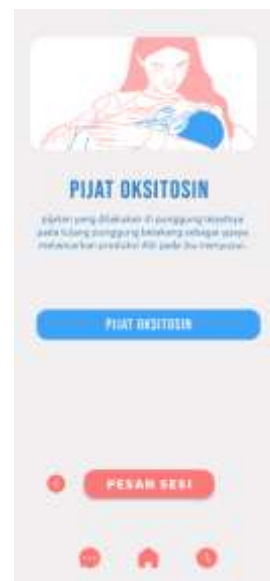 PIJAT OKSITOSIN
pijatan yang dilakukan di punggung tepatnya
pada tulang punggung belakang sebagai upaya
melancarkan produksi ASI pada ibu menyusui.
PIJAT OKSITOSIN
PESAN SESI